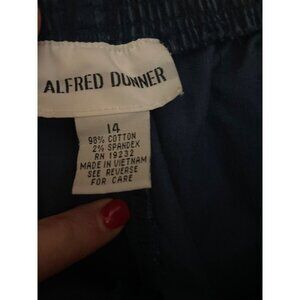 ALFRED DUNNER
14
98% COTTON
2% SPANDEX
RN 19232
MADE IN VIETNAM
SEE REVERSE
FOR CARE